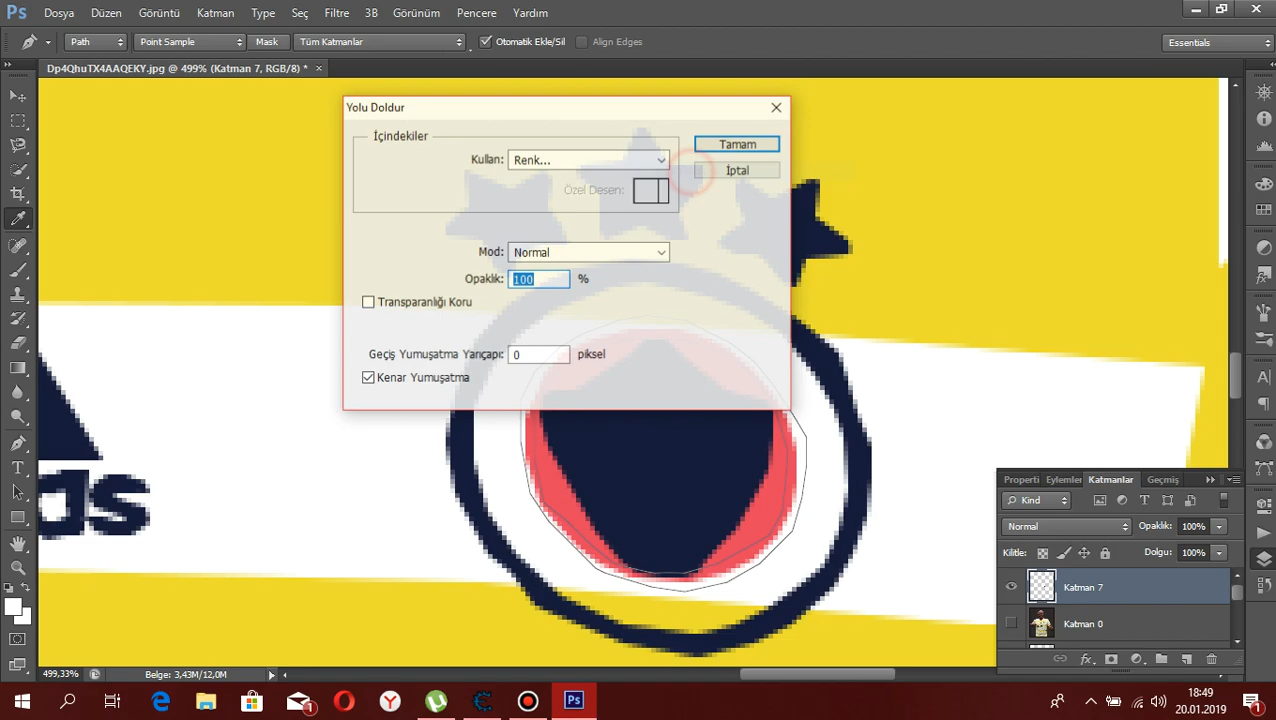 Ps Dosya Düzen Görüntü Katman Type Seç Filtre 3B Görünüm Pencere Yardım
Path Point Sample Mask Tüm Katmanlar Otomatik Ekle/Sil Align Edges Essentials
Dp4QhuTX4AAQEKY.jpg @ 499% (Katman 7, RGB/8) * ×
Yolu Doldur
İçindekiler
Tamam
Kullan: Renk...
İptal
Özel Desen:
Mod: Normal
Opaklık: 100 %
Transparanlığı Koru
Geçiş Yumuşatma Yarıçapı: 0 piksel
Kenar Yumuşatma
das
Properti Eylemler Katmanlar Geçmiş
Kind
Normal Opaklık: 100%
Kilitle: Dolgu: 100%
Katman 7
Katman 0
499,33% Belge: 3,43M/12,0M
1 Ps 18:49
20.01.2019 1